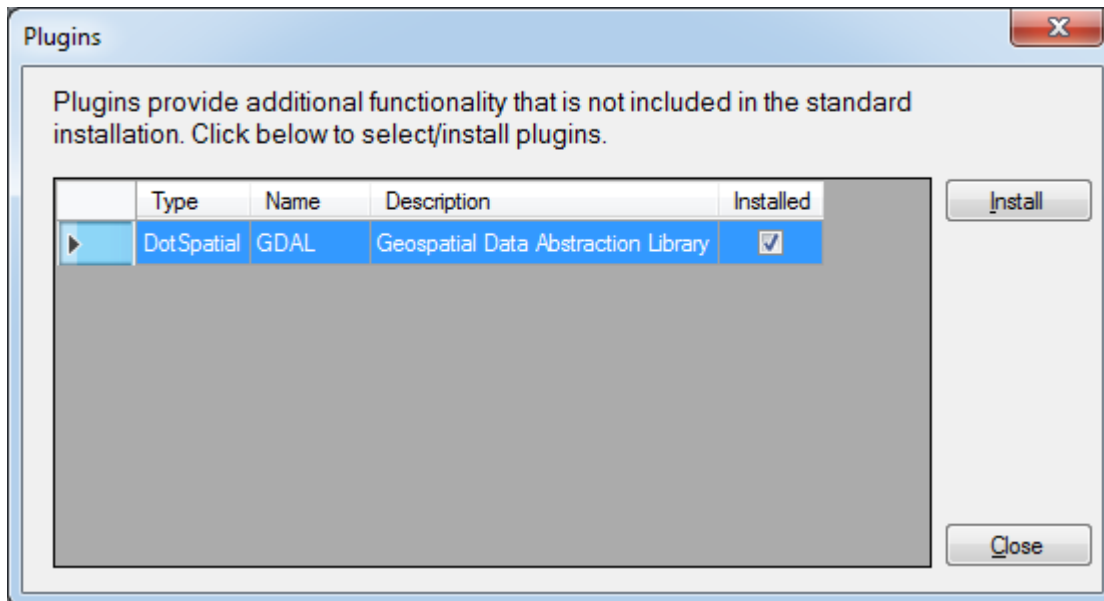 Plugins
Plugins provide additional functionality that is not included in the standard
installation. Click below to select/install plugins.
Type Name Description Installed
DotSpatial GDAL Geospatial Data Abstraction Library
Install
Close